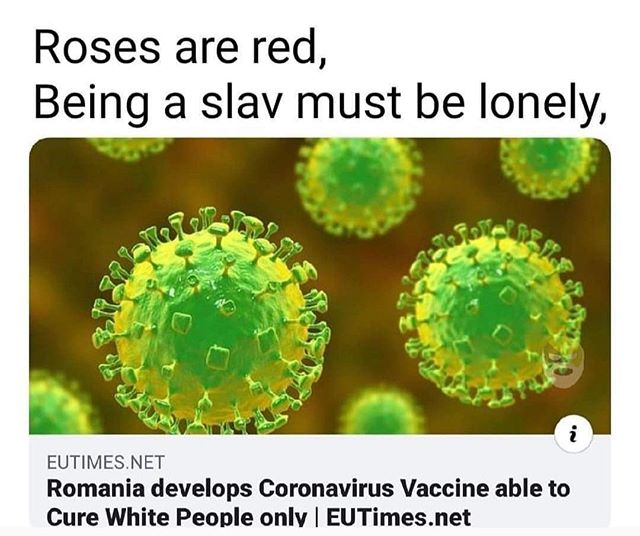 Roses are red,
Being a slav must be lonely,
i
EUTIMES.NET
Romania develops Coronavirus Vaccine able to
Cure White People only | EUTimes.net